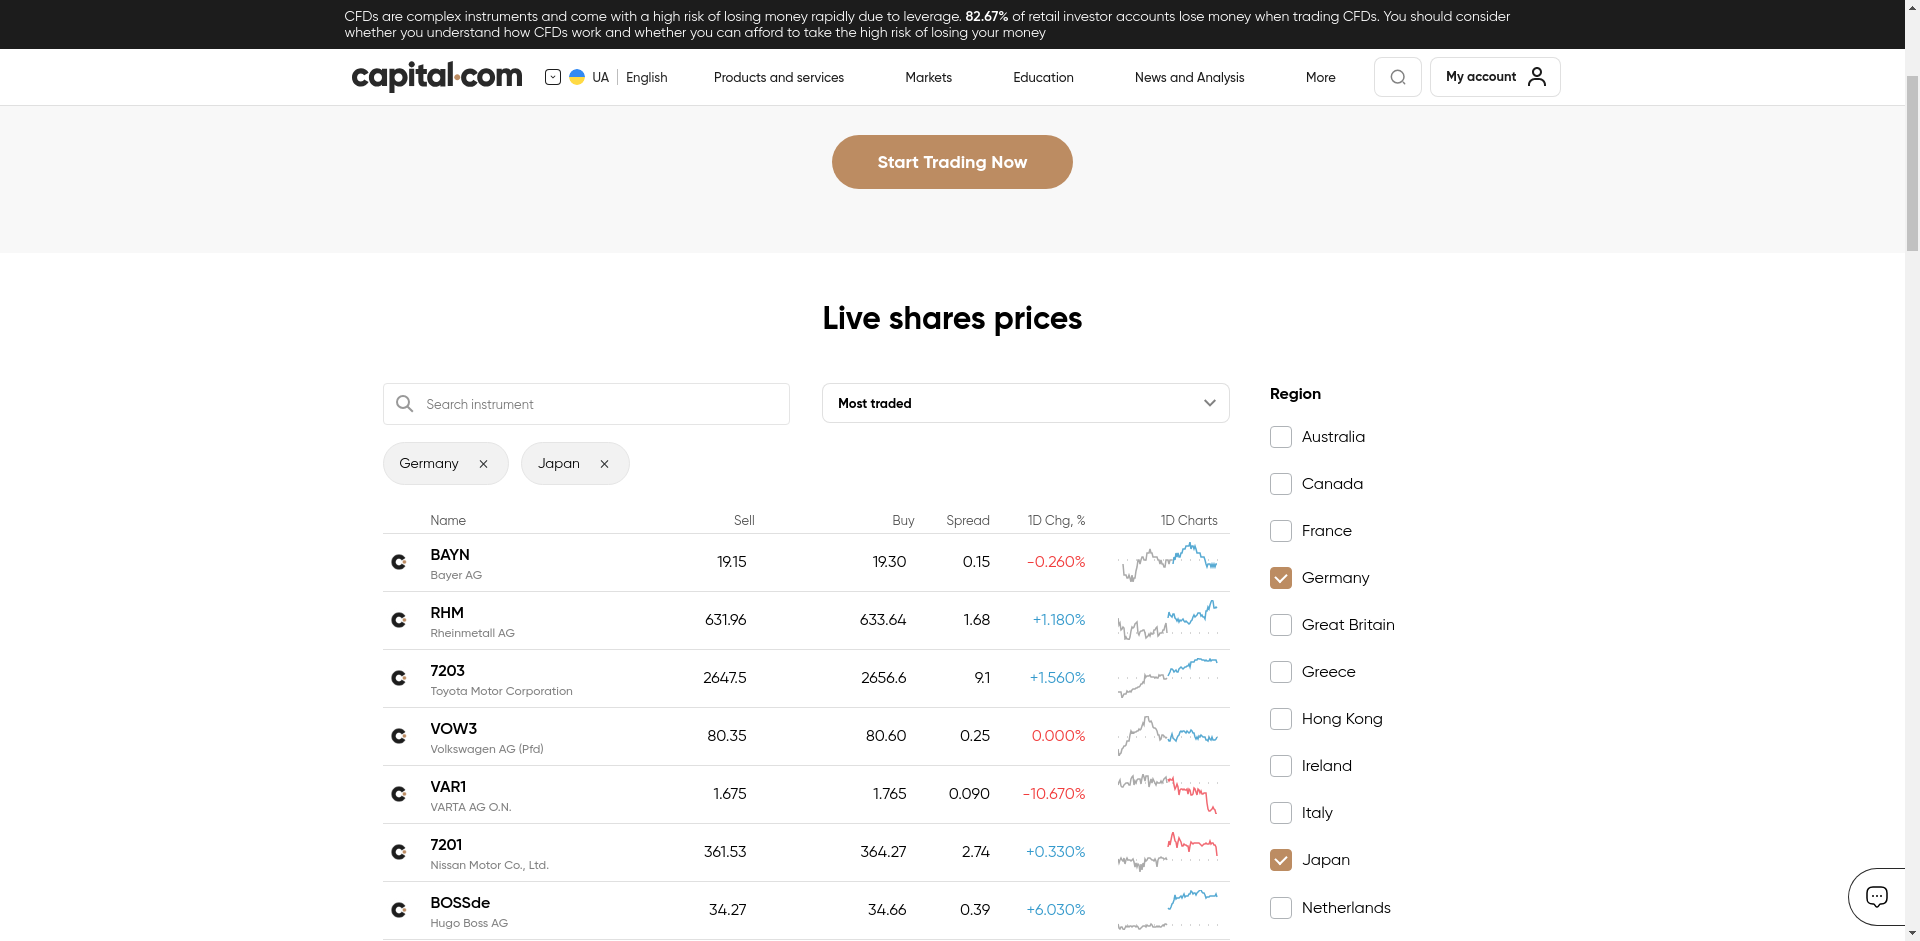 CFDs are complex instruments and come with a high risk of losing money rapidly due to leverage. 82.67% of retail investor accounts lose money when trading CFDs. You should consider
whether you understand how CFDs work and whether you can afford to take the high risk of losing your money
capital.com UA English Products and services Markets Education News and Analysis More My account
Start Trading Now
Live shares prices
Search instrument
Most traded
Germany
Japan
Name Sell Buy Spread 1D Chg, % 1D Charts
BAYN
Bayer AG
19.15 19.30 0.15 -0.260%
RHM
Rheinmetall AG
631.96 633.64 1.68 +1.180%
7203
Toyota Motor Corporation
2647.5 2656.6 9.1 +1.560%
VOW3
Volkswagen AG (Pfd)
80.35 80.60 0.25 0.000%
VAR1
VARTA AG O.N.
1.675 1.765 0.090 -10.670%
7201
Nissan Motor Co., Ltd.
361.53 364.27 2.74 +0.330%
BOSSde
Hugo Boss AG
34.27 34.66 0.39 +6.030%
Region
Australia
Canada
France
Germany
Great Britain
Greece
Hong Kong
Ireland
Italy
Japan
Netherlands